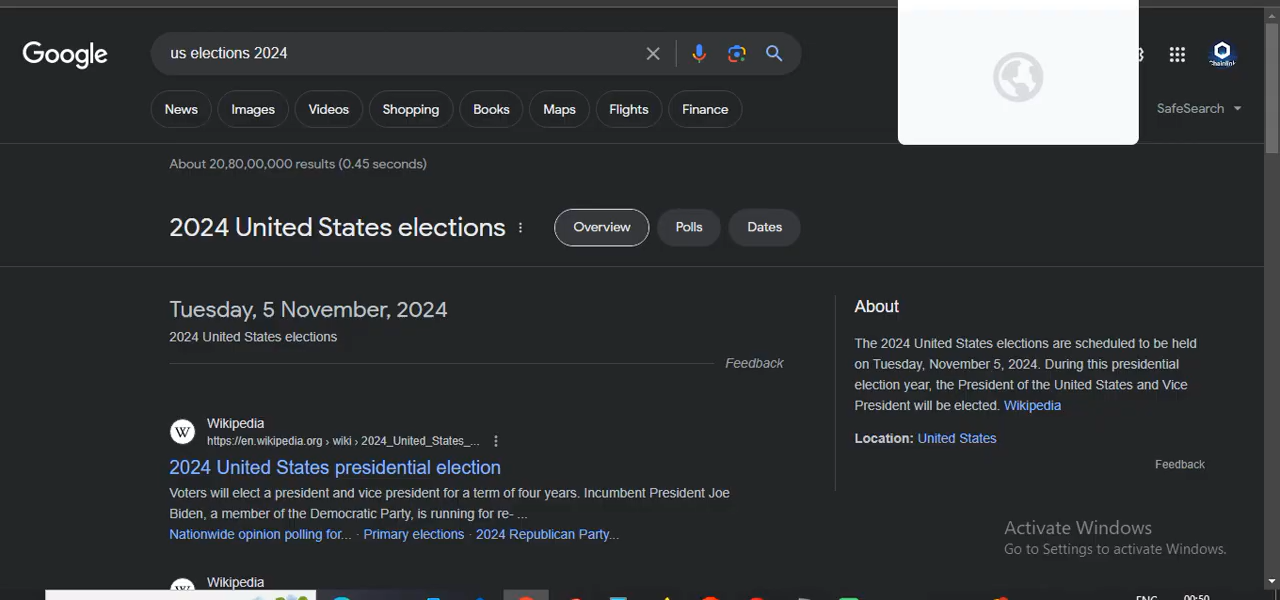 Google
us elections 2024
News
Images
Videos
Shopping
Books
Maps
Flights
Finance
SafeSearch
About 20,80,00,000 results (0.45 seconds)
2024 United States elections
Overview
Polls
Dates
Tuesday, 5 November, 2024
2024 United States elections
Feedback
Wikipedia
https://en.wikipedia.org › wiki › 2024_United_States_...
2024 United States presidential election
Voters will elect a president and vice president for a term of four years. Incumbent President Joe
Biden, a member of the Democratic Party, is running for re- ...
Nationwide opinion polling for... · Primary elections · 2024 Republican Party...
Wikipedia
About
The 2024 United States elections are scheduled to be held
on Tuesday, November 5, 2024. During this presidential
election year, the President of the United States and Vice
President will be elected. Wikipedia
Location: United States
Feedback
Activate Windows
Go to Settings to activate Windows.
ENG
00:50